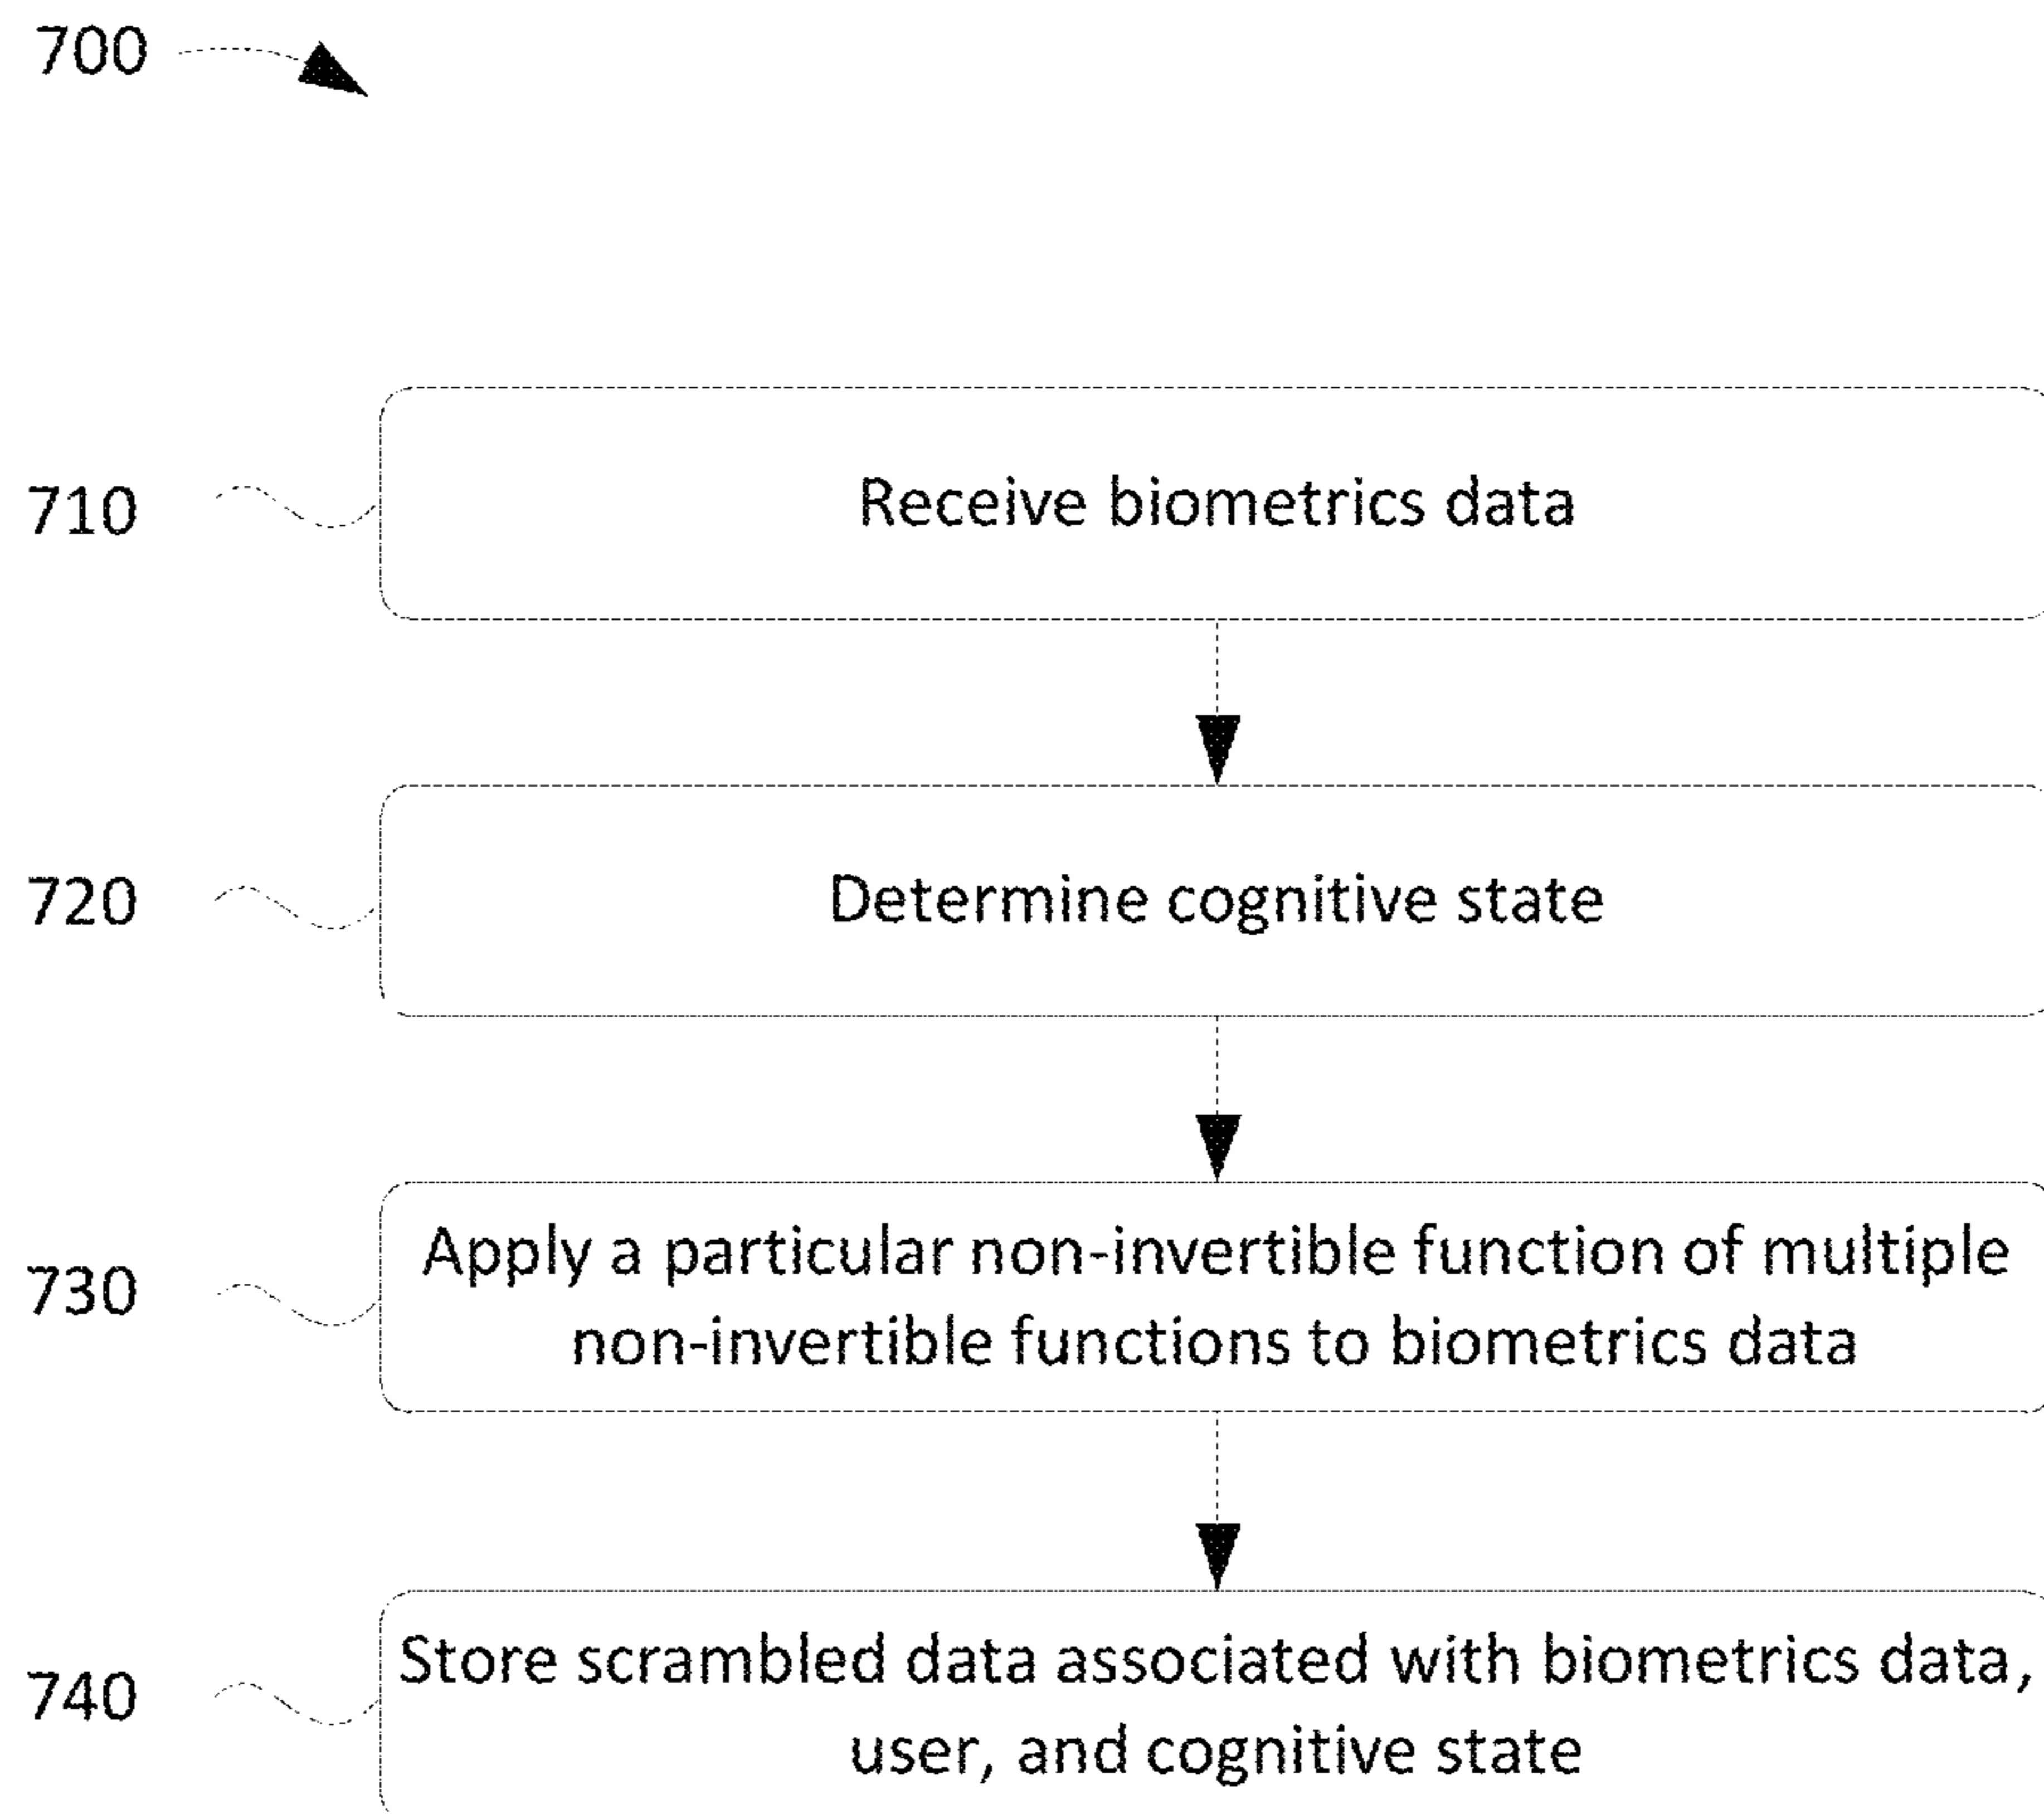 700
710
Receive biometrics data
720
Determine cognitive state
730
Apply a particular non-invertible function of multiple
non-invertible functions to biometrics data
740
Store scrambled data associated with biometrics data,
user, and cognitive state